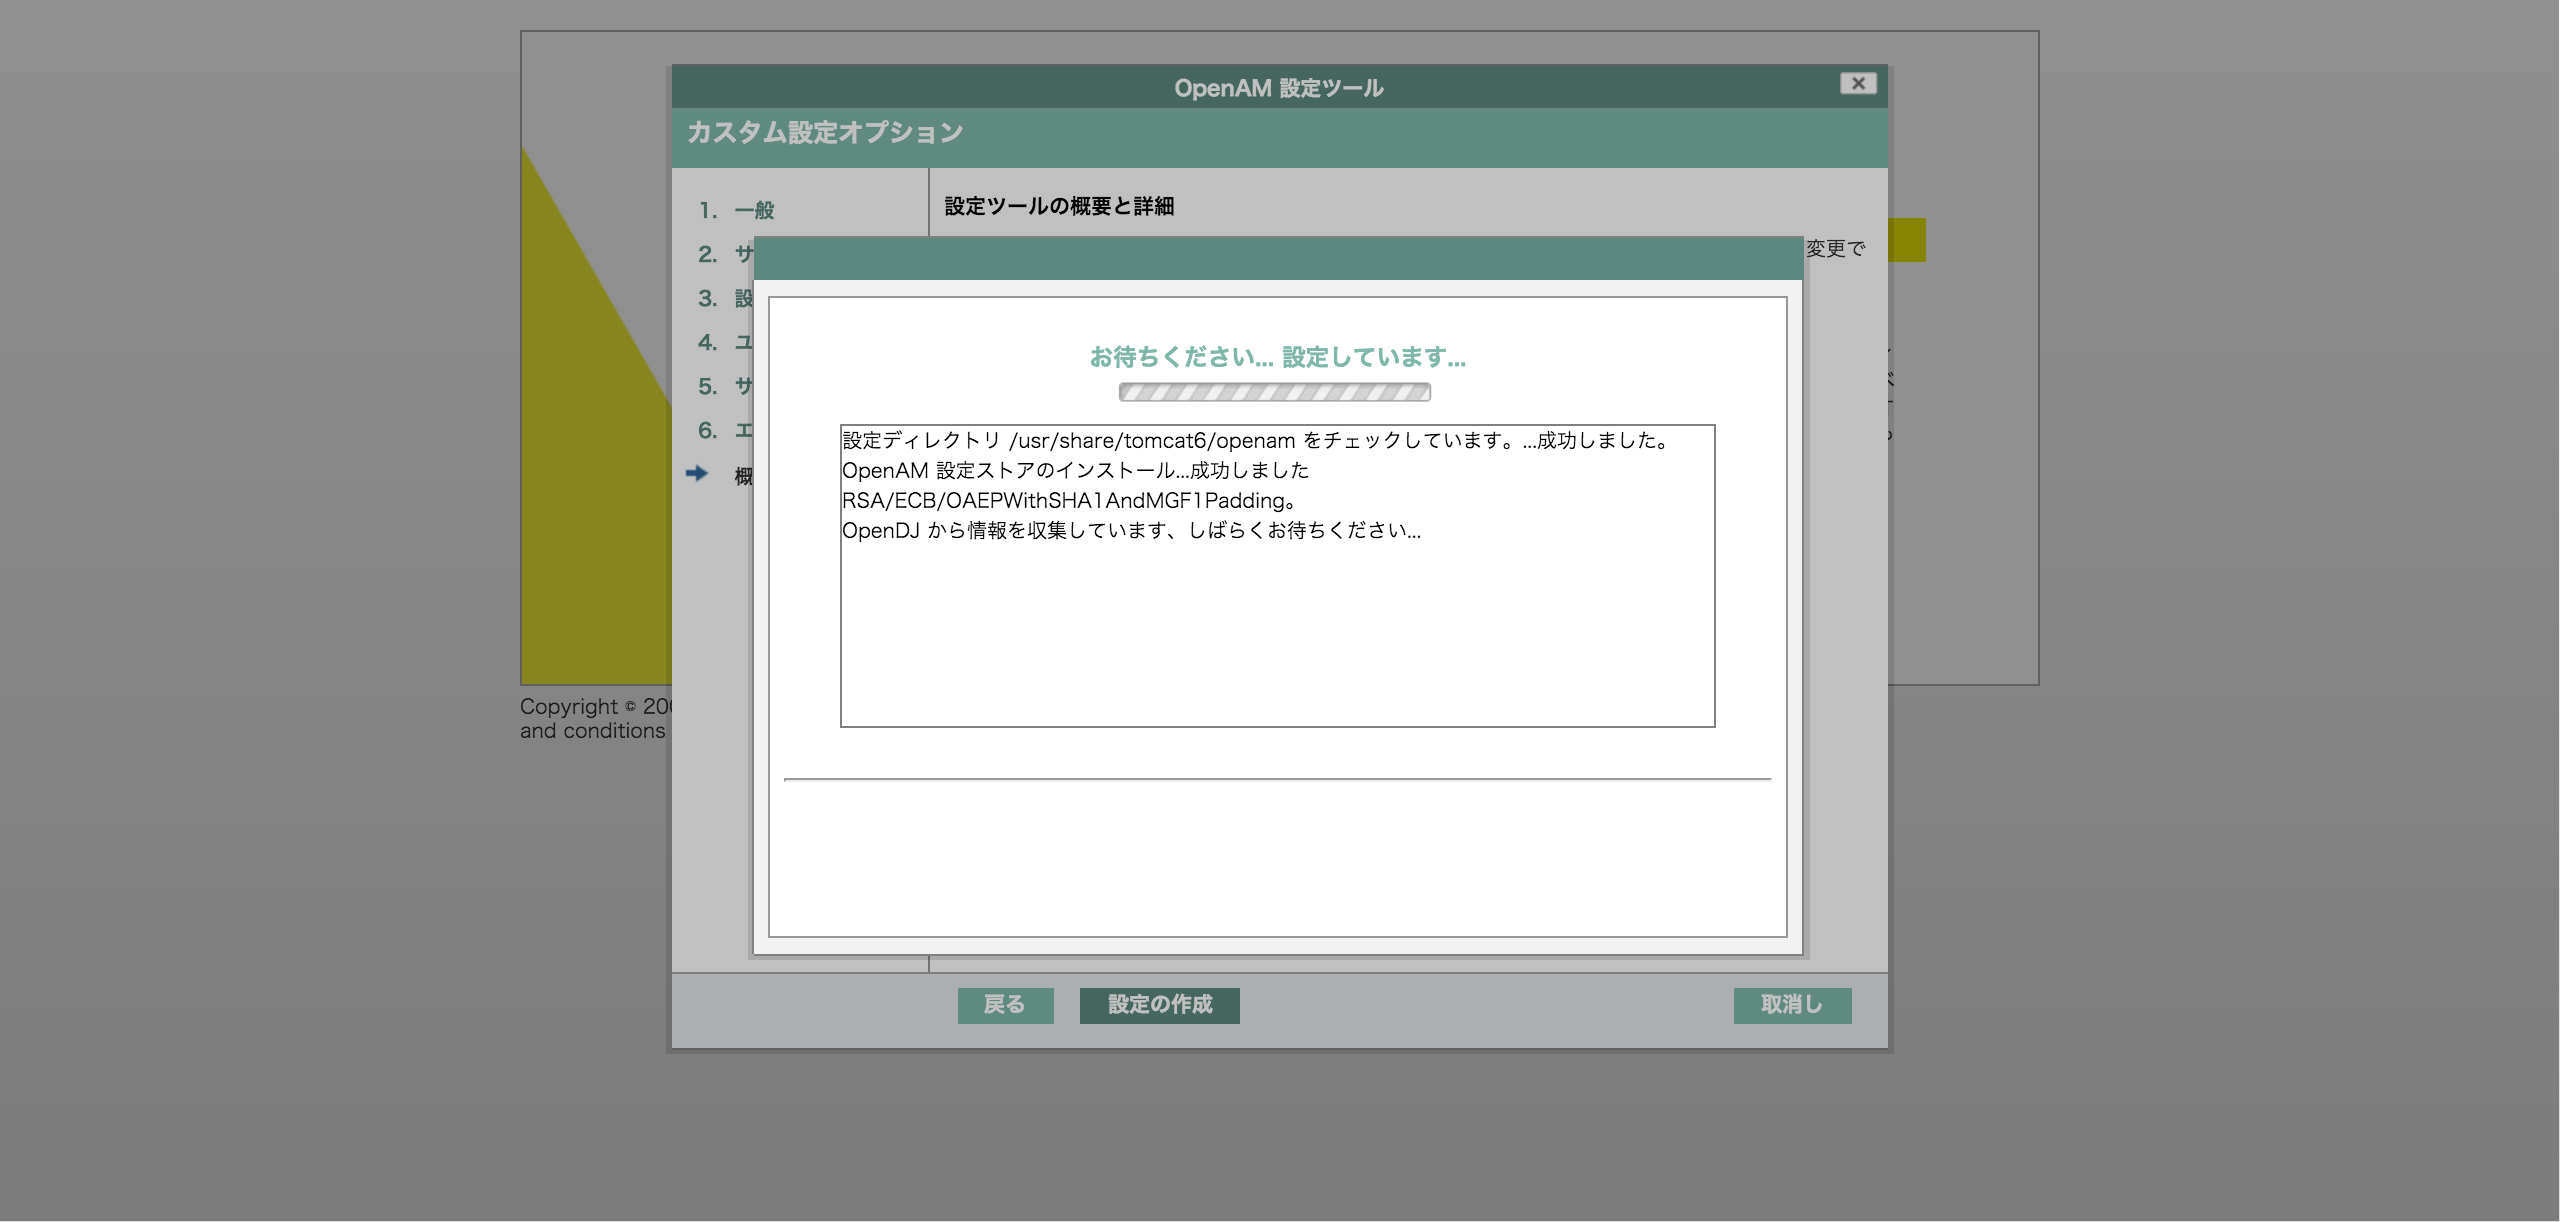 OpenAM 設定ツール
カスタム設定オプション
1. 一般
2. サ
3. 設
4. ユ
5. サ
6. エ
概
設定ツールの概要と詳細
変更で
お待ちください... 設定しています...
設定ディレクトリ /usr/share/tomcat6/openam をチェックしています。...成功しました。
OpenAM 設定ストアのインストール...成功しました
RSA/ECB/OAEPWithSHA1AndMGF1Padding。
OpenDJ から情報を収集しています、しばらくお待ちください...
Copyright © 20
and conditions
戻る
設定の作成
取消し